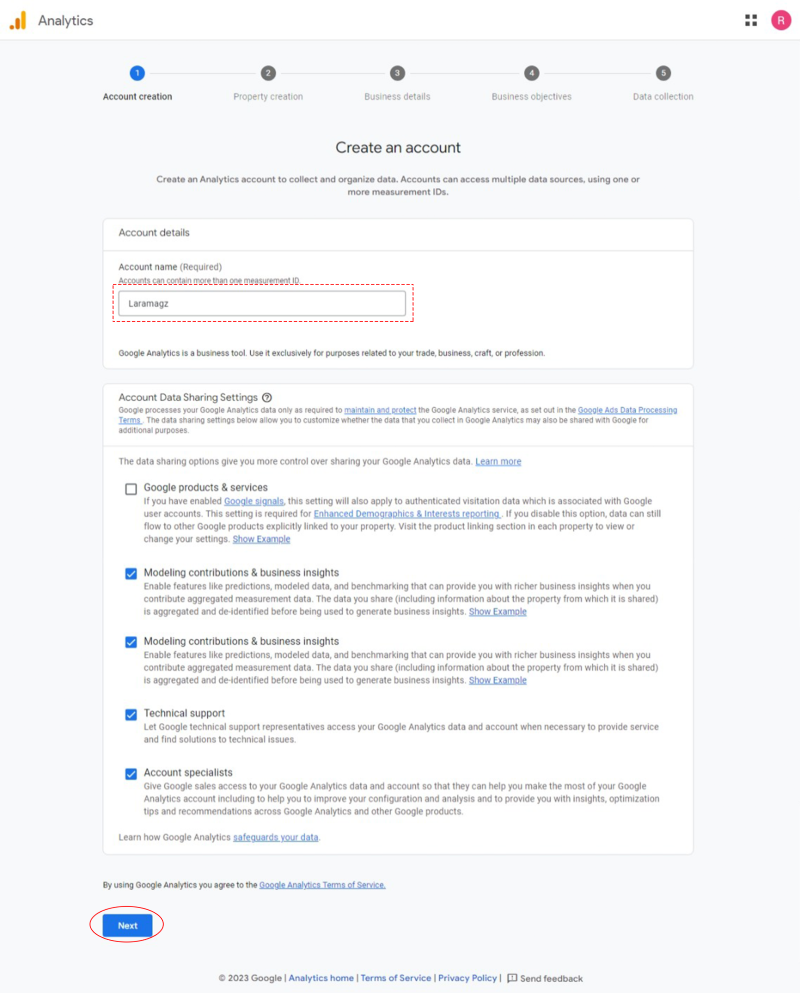 Analytics
R
1 2 3 4 5
Account creation Property creation Business details Business objectives Data collection
Create an account
Create an Analytics account to collect and organize data. Accounts can access multiple data sources, using one or
more measurement IDs.
Account details
Account name (Required)
Accounts can contain more than one measurement ID.
Laramagz
Google Analytics is a business tool. Use it exclusively for purposes related to your trade, business, craft, or profession.
Account Data Sharing Settings ?
Google processes your Google Analytics data only as required to maintain and protect the Google Analytics service, as set out in the Google Ads Data Processing
Terms . The data sharing settings below allow you to customize whether the data that you collect in Google Analytics may also be shared with Google for
additional purposes.
The data sharing options give you more control over sharing your Google Analytics data. Learn more
Google products & services
If you have enabled Google signals, this setting will also apply to authenticated visitation data which is associated with Google
user accounts. This setting is required for Enhanced Demographics & Interests reporting . If you disable this option, data can still
flow to other Google products explicitly linked to your property. Visit the product linking section in each property to view or
change your settings. Show Example
Modeling contributions & business insights
Enable features like predictions, modeled data, and benchmarking that can provide you with richer business insights when you
contribute aggregated measurement data. The data you share (including information about the property from which it is shared)
is aggregated and de-identified before being used to generate business insights. Show Example
Modeling contributions & business insights
Enable features like predictions, modeled data, and benchmarking that can provide you with richer business insights when you
contribute aggregated measurement data. The data you share (including information about the property from which it is shared)
is aggregated and de-identified before being used to generate business insights. Show Example
Technical support
Let Google technical support representatives access your Google Analytics data and account when necessary to provide service
and find solutions to technical issues.
Account specialists
Give Google sales access to your Google Analytics data and account so that they can help you make the most of your Google
Analytics account including to help you to improve your configuration and analysis and to provide you with insights, optimization
tips and recommendations across Google Analytics and other Google products.
Learn how Google Analytics safeguards your data.
By using Google Analytics you agree to the Google Analytics Terms of Service.
Next
© 2023 Google | Analytics home | Terms of Service | Privacy Policy | Send feedback